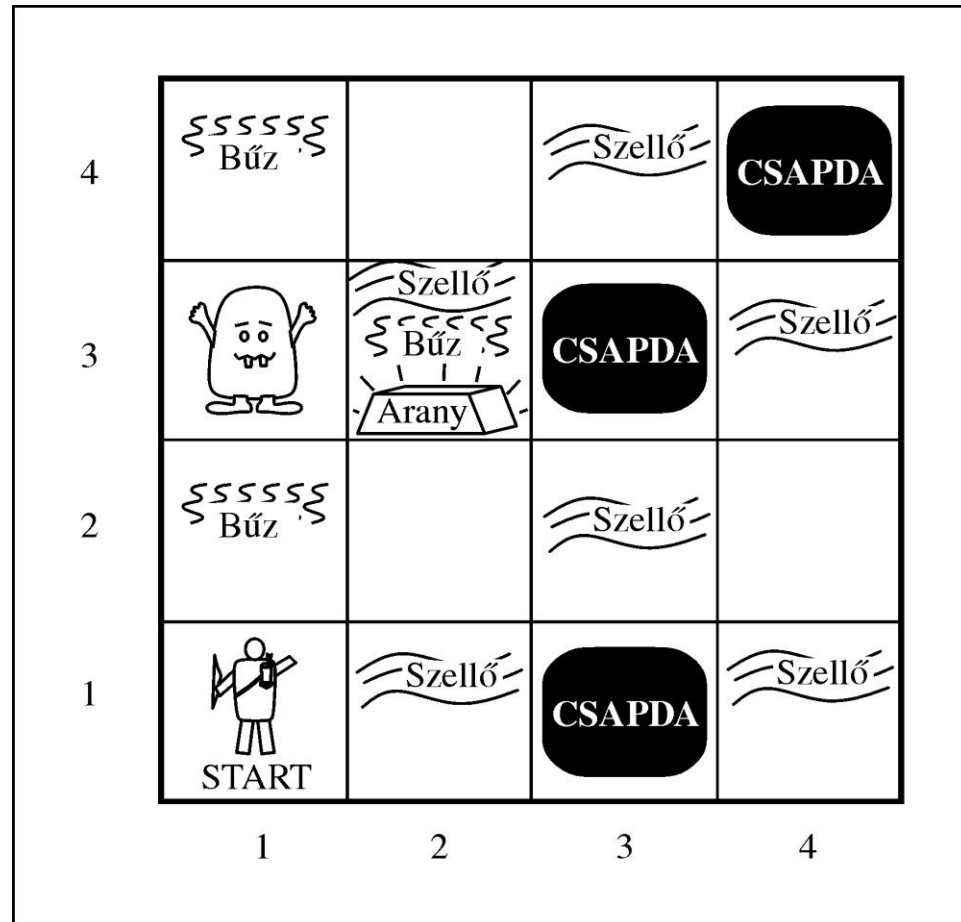 4
Bűz
Szellő
CSAPDA
3
Szellő
Bűz
Arany
CSAPDA
Szellő
2
Bűz
Szellő
1
START
Szellő
CSAPDA
Szellő
1 2 3 4